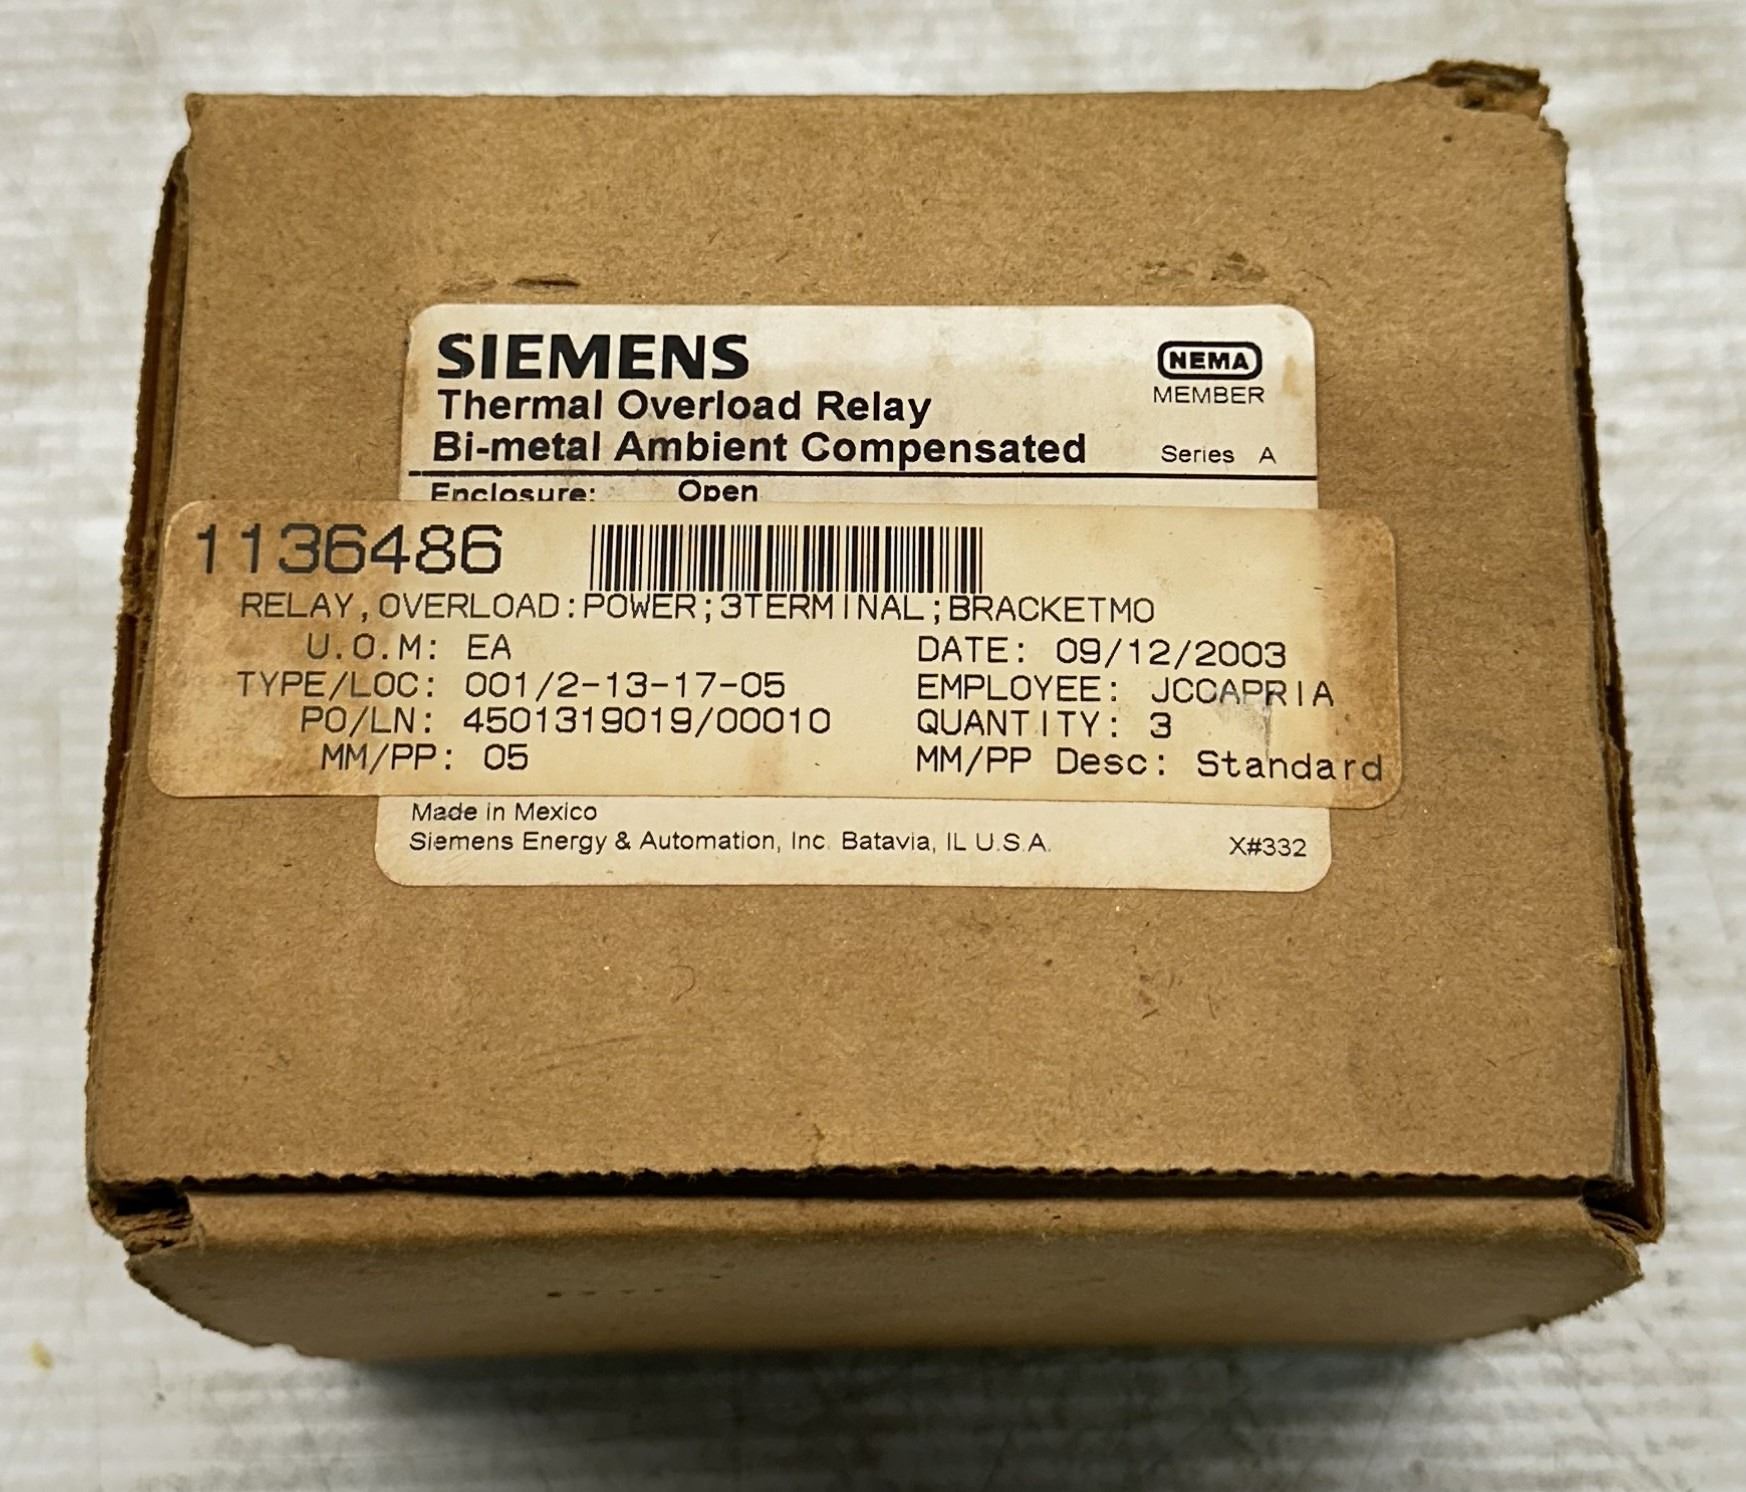 SIEMENS
NEMA
MEMBER
Thermal Overload Relay
Bi-metal Ambient Compensated
Series A
Enclosure: Open
1136486
RELAY,OVERLOAD:POWER;3TERMINAL;BRACKETMO
U.O.M: EA
DATE: 09/12/2003
TYPE/LOC: 001/2-13-17-05
EMPLOYEE: JCCAPRIA
PO/LN: 4501319019/00010
QUANTITY: 3
MM/PP: 05
MM/PP Desc: Standard
Made in Mexico
Siemens Energy & Automation, Inc. Batavia, IL U.S.A.
X#332